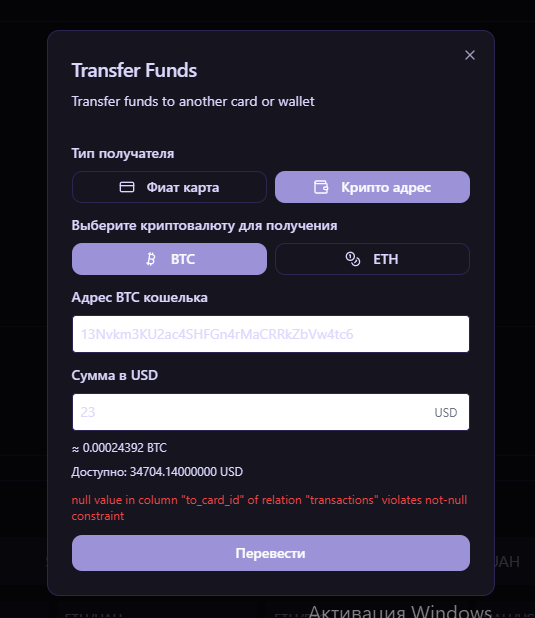 Transfer Funds
Transfer funds to another card or wallet
Тип получателя
Фиат карта
Крипто адрес
Выберите криптовалюту для получения
BTC
ETH
Адрес BTC кошелька
13Nvkm3KU2ac4SHFGn4rMaCRRkZbVw4tc6
Сумма в USD
23 USD
≈ 0.00024392 BTC
Доступно: 34704.14000000 USD
null value in column "to_card_id" of relation "transactions" violates not-null
constraint
Перевести
UAH
Активация Windows